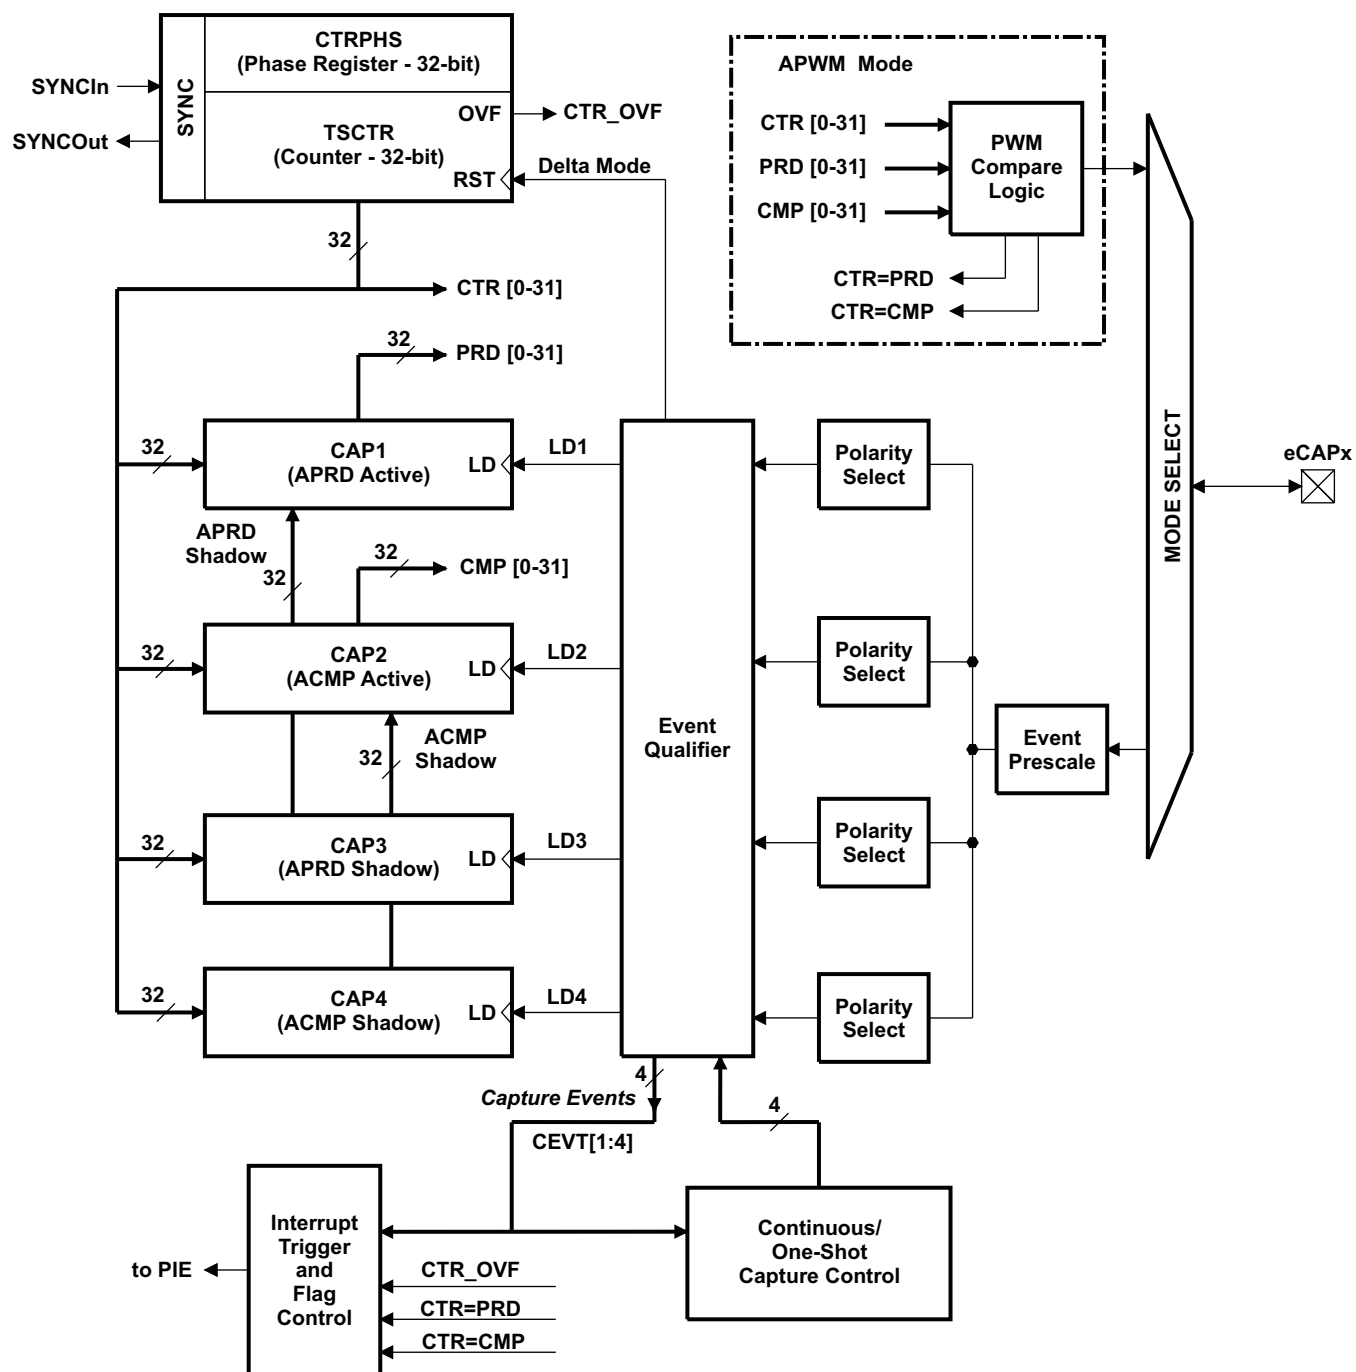 CTRPHS
(Phase Register - 32-bit)
APWM Mode
SYNCIn
SYNC
OVF
CTR_OVF
SYNCOut
TSCTR
(Counter - 32-bit)
RST
Delta Mode
CTR [0-31]
PRD [0-31]
CMP [0-31]
PWM
Compare
Logic
CTR=PRD
CTR=CMP
32
CTR [0-31]
32
PRD [0-31]
32
CAP1
(APRD Active)
LD
LD1
Polarity
Select
MODE SELECT
eCAPx
APRD
Shadow
32
32
CMP [0-31]
32
CAP2
(ACMP Active)
LD
LD2
Polarity
Select
ACMP
Shadow
32
Event
Qualifier
Event
Prescale
32
CAP3
(APRD Shadow)
LD
LD3
Polarity
Select
32
CAP4
(ACMP Shadow)
LD
LD4
Polarity
Select
4
Capture Events
CEVT[1:4]
4
Interrupt
Trigger
and
Flag
Control
to PIE
CTR_OVF
CTR=PRD
CTR=CMP
Continuous/
One-Shot
Capture Control